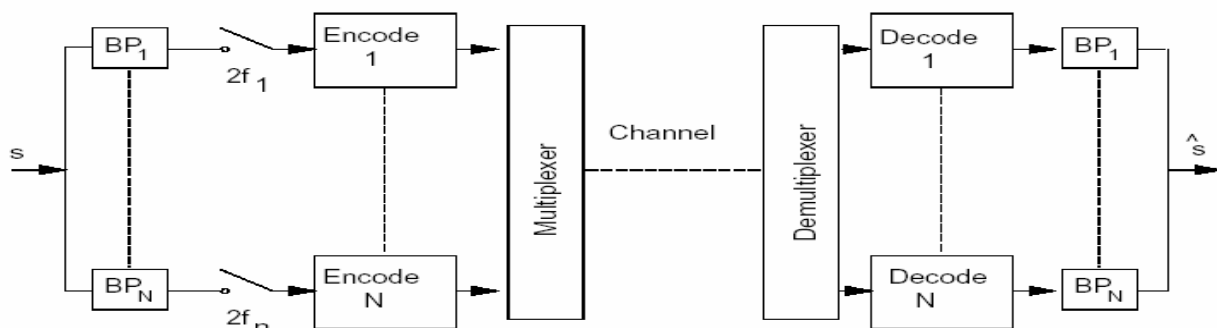 s
BP1
2f1
Encode
1
Multiplexer
Channel
Demultiplexer
Decode
1
BP1
^s
BPN
2fn
Encode
N
Decode
N
BPN